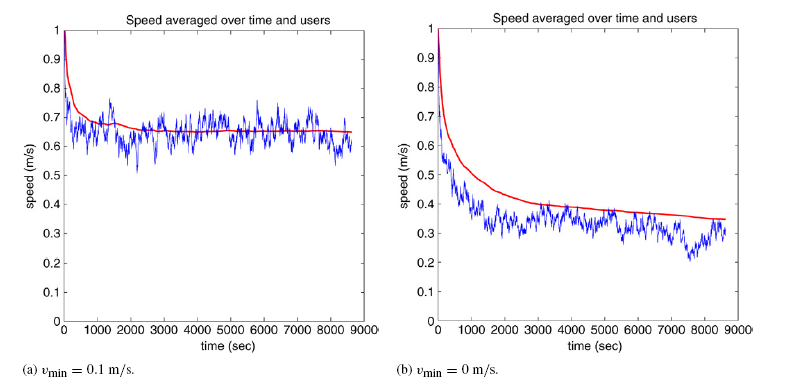 Speed averaged over time and users
1
0.9
0.8
0.7
0.6
0.5
0.4
0.3
0.2
0.1
0
speed (m/s)
0 1000 2000 3000 4000 5000 6000 7000 8000 9000
time (sec)
(a) vmin = 0.1 m/s.
Speed averaged over time and users
1
0.9
0.8
0.7
0.6
0.5
0.4
0.3
0.2
0.1
0
speed (m/s)
0 1000 2000 3000 4000 5000 6000 7000 8000 9000
time (sec)
(b) vmin = 0 m/s.